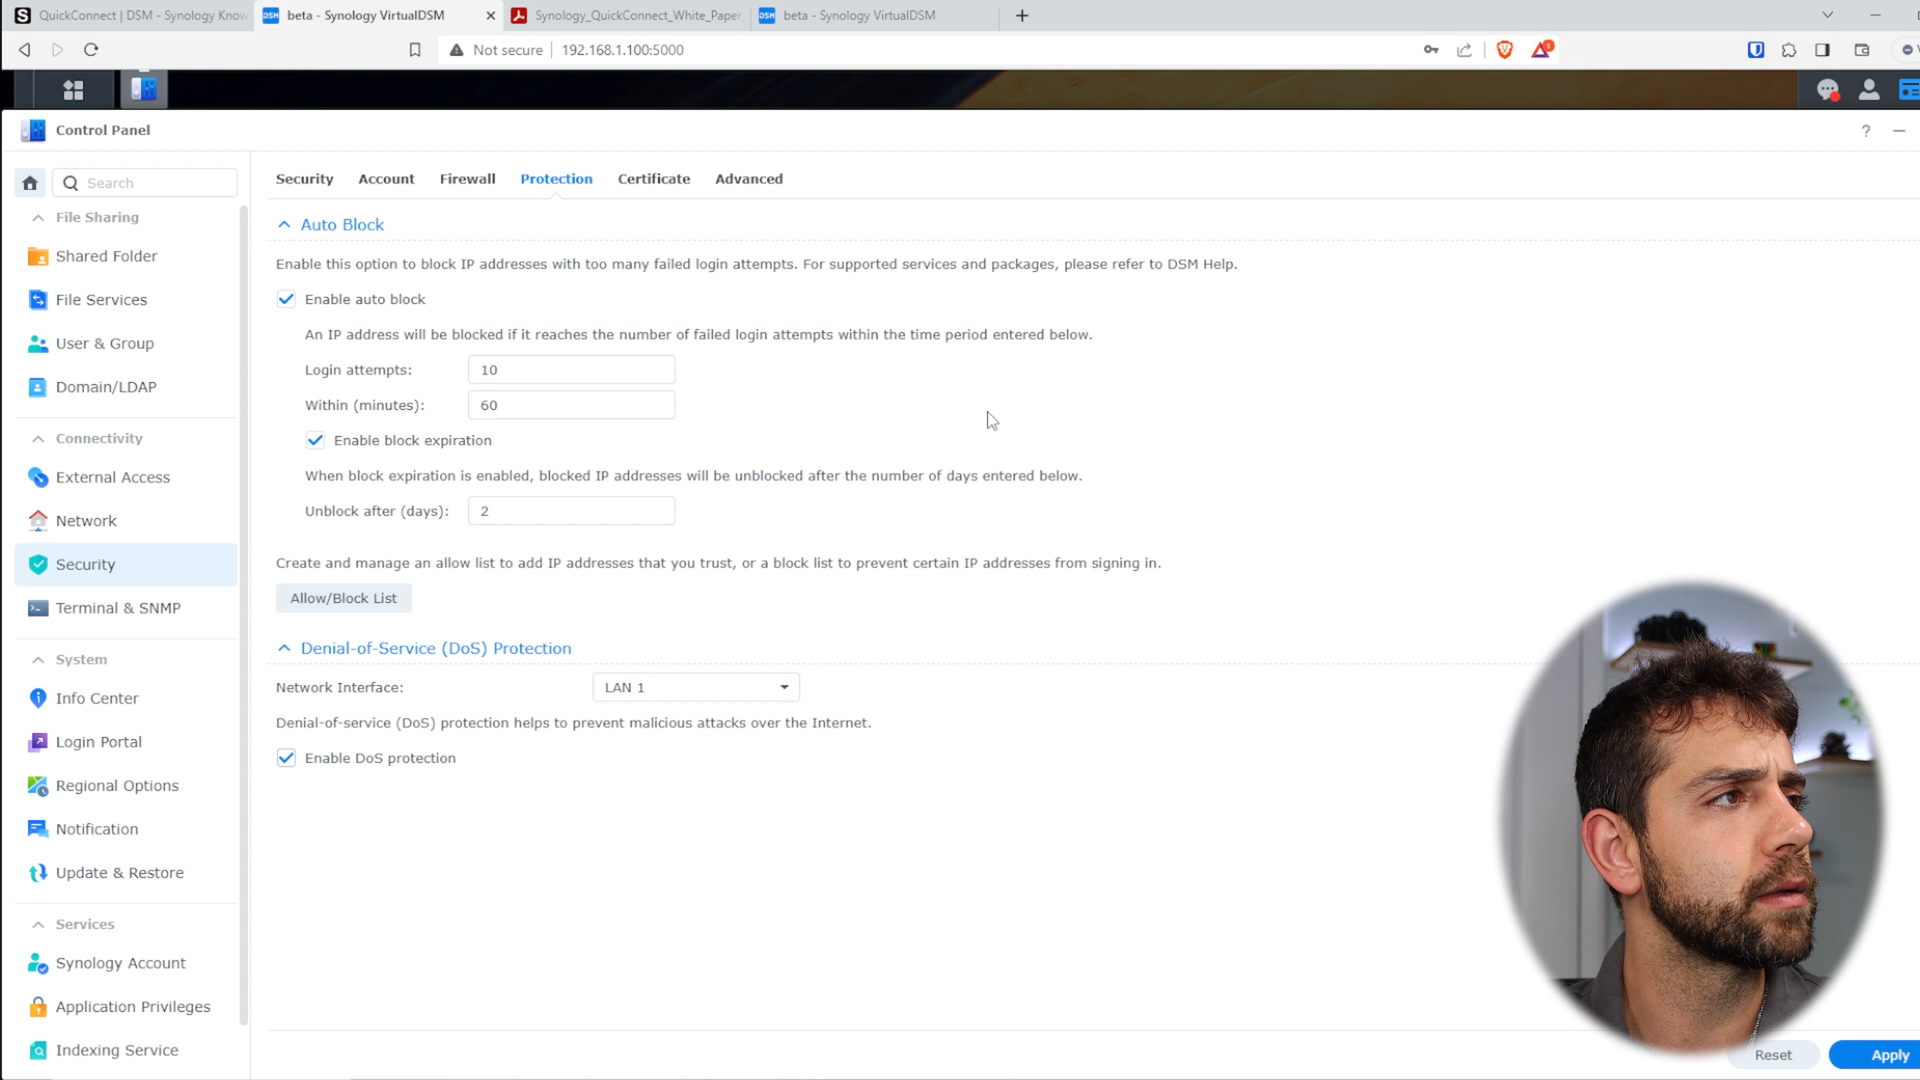 QuickConnect | DSM - Synology Know
beta - Synology VirtualDSM
Synology_QuickConnect_White_Paper_
beta - Synology VirtualDSM
Not secure
192.168.1.100:5000
1
Control Panel
?
Search
File Sharing
Shared Folder
File Services
User & Group
Domain/LDAP
Connectivity
External Access
Network
Security
Terminal & SNMP
System
Info Center
Login Portal
Regional Options
Notification
Update & Restore
Services
Synology Account
Application Privileges
Indexing Service
Security Account Firewall Protection Certificate Advanced
Auto Block
Enable this option to block IP addresses with too many failed login attempts. For supported services and packages, please refer to DSM Help.
Enable auto block
An IP address will be blocked if it reaches the number of failed login attempts within the time period entered below.
Login attempts: 10
Within (minutes): 60
Enable block expiration
When block expiration is enabled, blocked IP addresses will be unblocked after the number of days entered below.
Unblock after (days): 2
Create and manage an allow list to add IP addresses that you trust, or a block list to prevent certain IP addresses from signing in.
Allow/Block List
Denial-of-Service (DoS) Protection
Network Interface: LAN 1
Denial-of-service (DoS) protection helps to prevent malicious attacks over the Internet.
Enable DoS protection
Reset
Apply